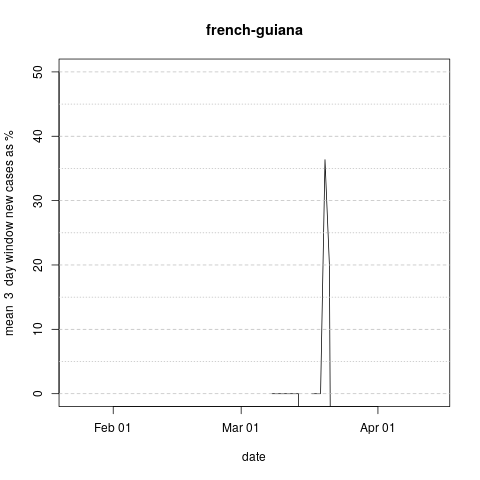 french-guiana
mean 3 day window new cases as %
50
40
30
20
10
0
Feb 01
Mar 01
Apr 01
date